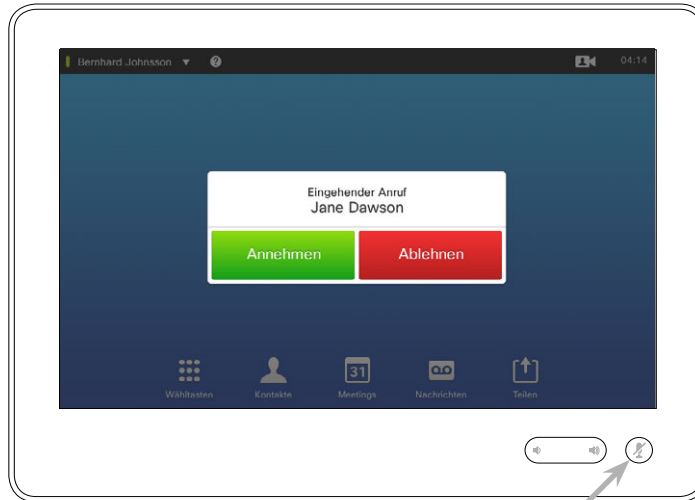 Bernhard Johnsson
04:14
Eingehender Anruf
Jane Dawson
Annehmen
Ablehnen
31
Wähltasten
Kontakte
Meetings
Nachrichten
Teilen